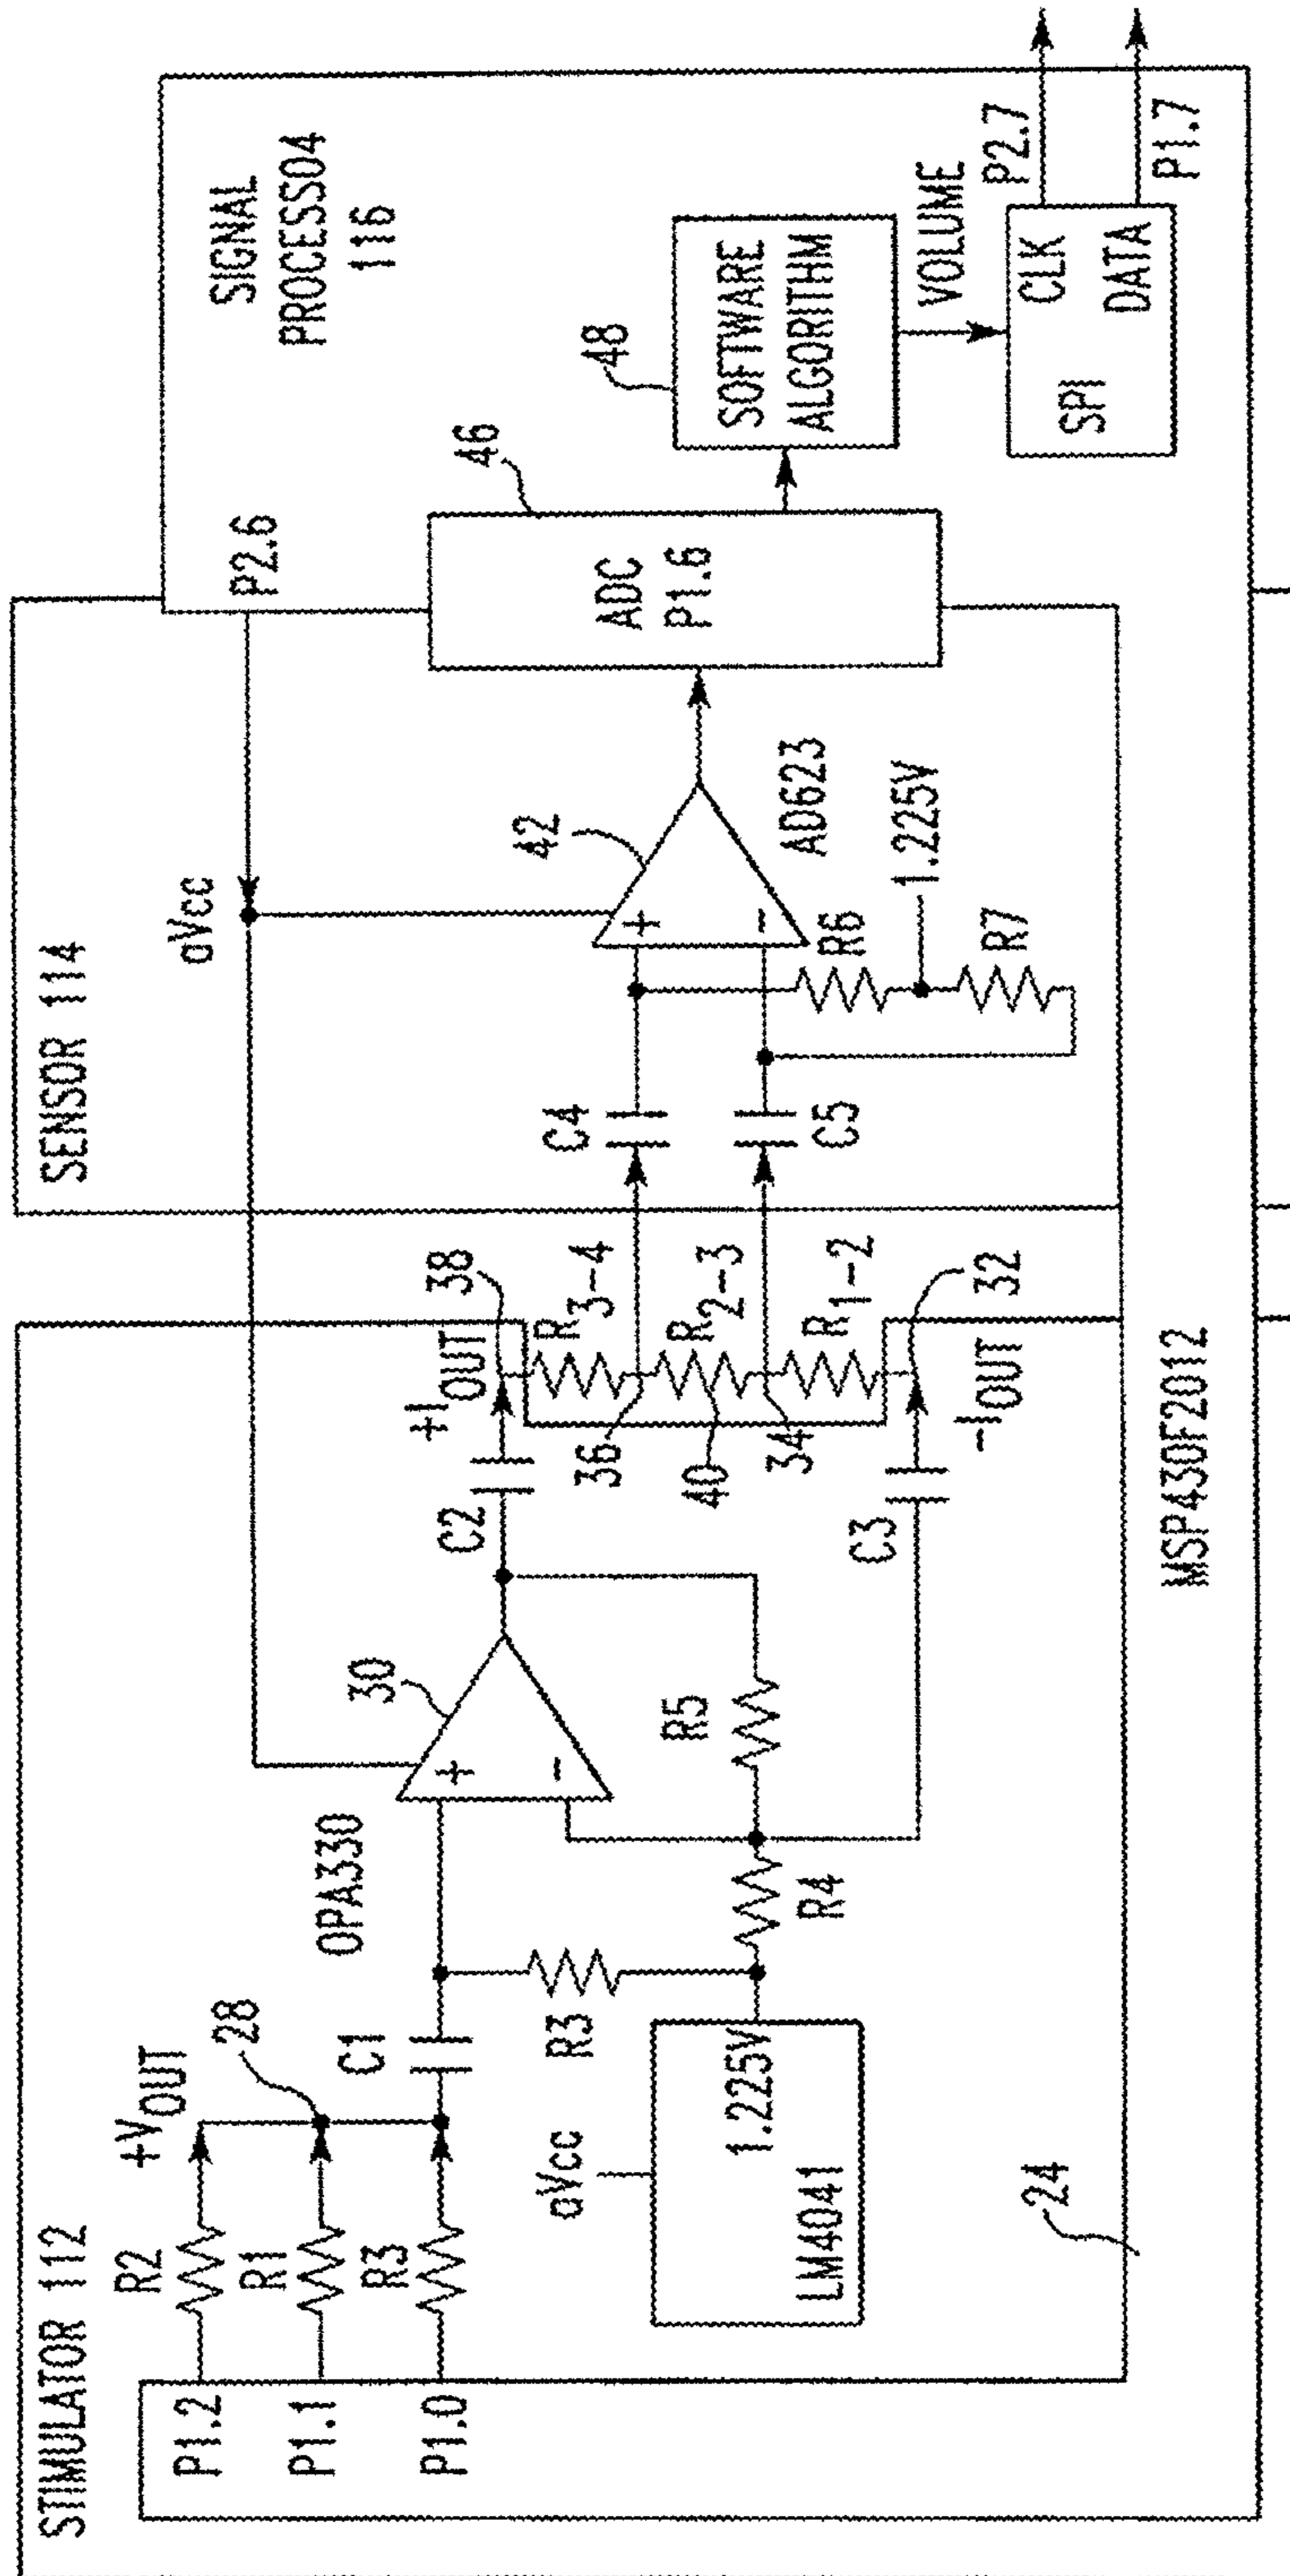 STIMULATOR 112
P1.2
R2
+VOUT
P1.1
R1
28
P1.0
R3
C1
OPA330
30
+
-
aVcc
1.225V
LM4041
R3
R4
R5
C2
C3
+IOUT
-IOUT
38
R3-4
36
R2-3
40
34
R1-2
32
24
MSP430F2012
SENSOR 114
aVcc
C4
C5
42
+
-
AD623
R6
1.225V
R7
P2.6
46
ADC
P1.6
SIGNAL
PROCESSO4
116
48
SOFTWARE
ALGORITHM
VOLUME
SPI
CLK
DATA
P2.7
P1.7